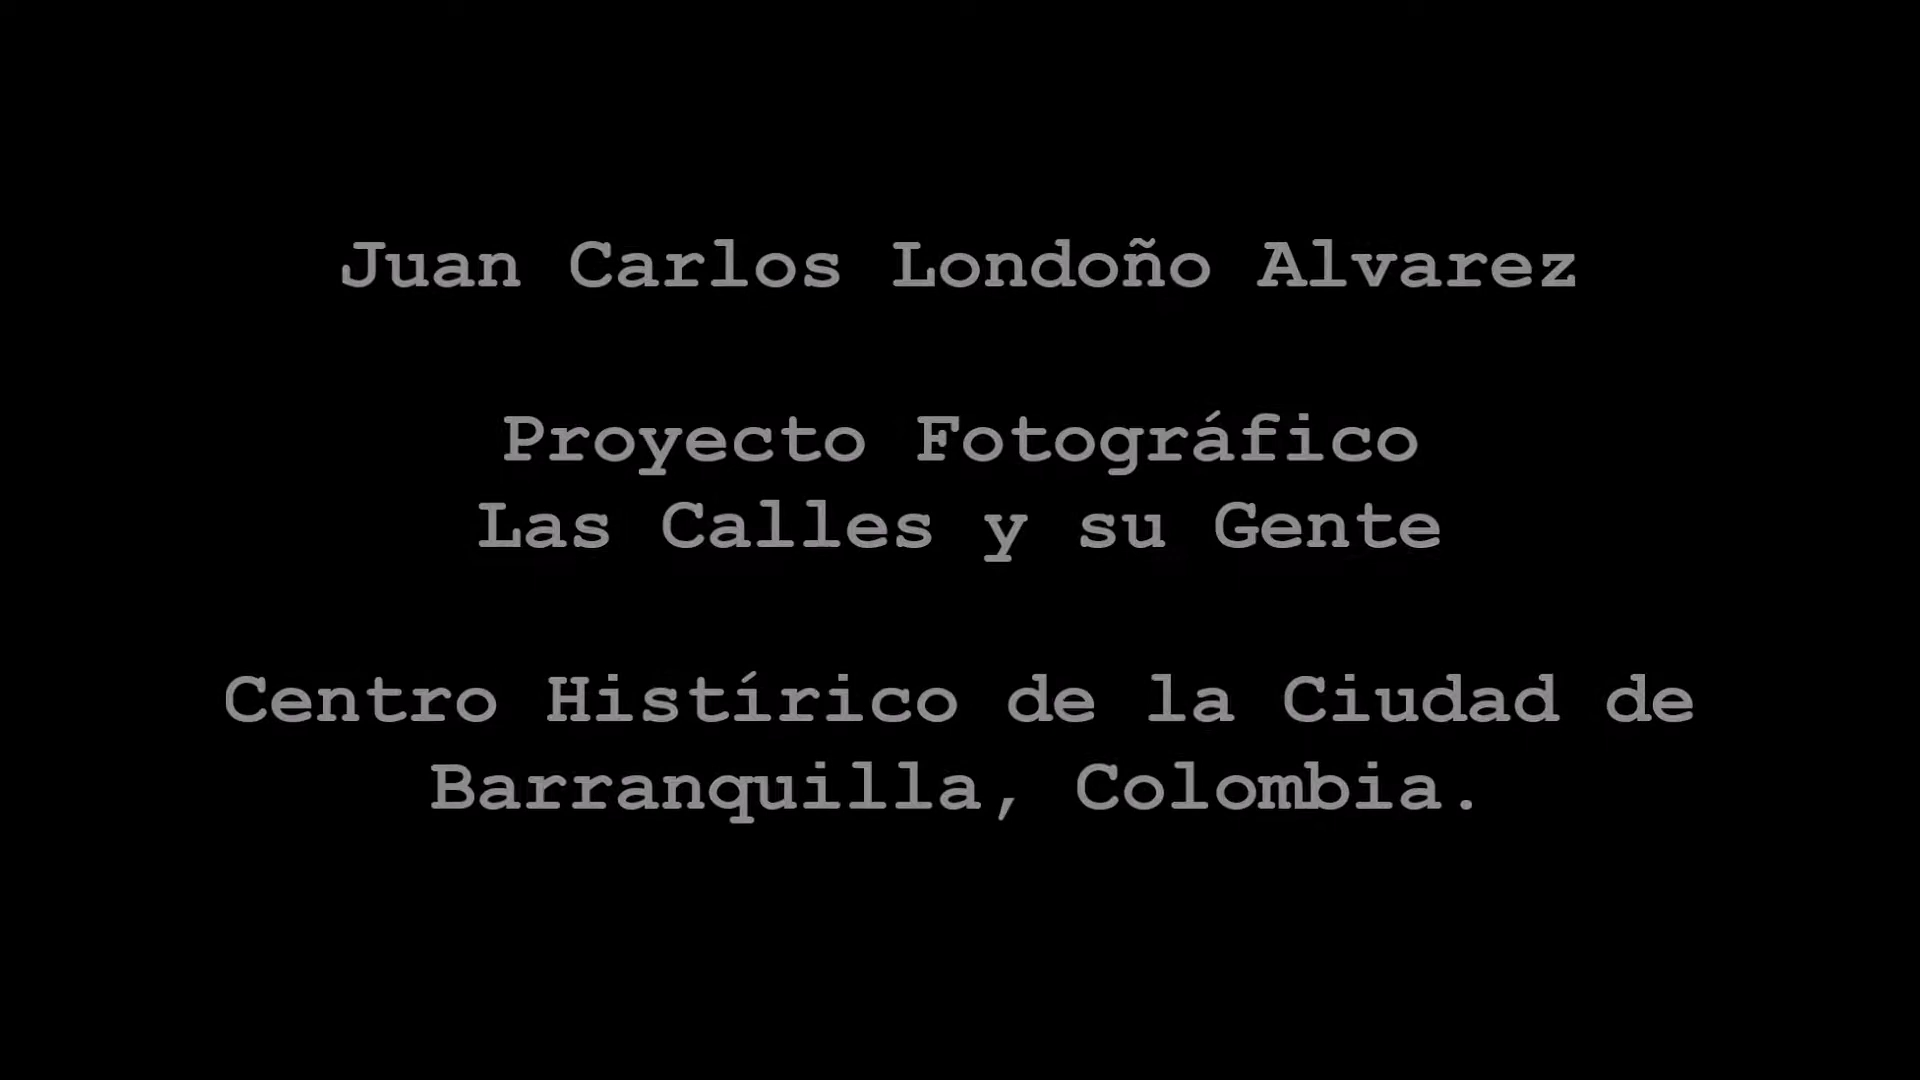 Juan Carlos Londoño Alvarez
Proyecto Fotográfico
Las Calles y su Gente
Centro Histírico de la Ciudad de
Barranquilla, Colombia.